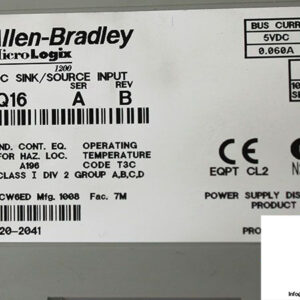 Allen-Bradley
MicroLogix
1200
BUS CURR
5VDC
0.060A
C SINK/SOURCE INPUT
SER
Q16 A B
ND. CONT. EQ. OPERATING
FOR HAZ. LOC. TEMPERATURE
A196 CODE T3C
CLASS I DIV 2 GROUP A,B,C,D
CE
EQPT CL2
CW6ED Mfg. 1008 Fac. 7M
POWER SUPPLY DIS
PRODUCT
20-2041